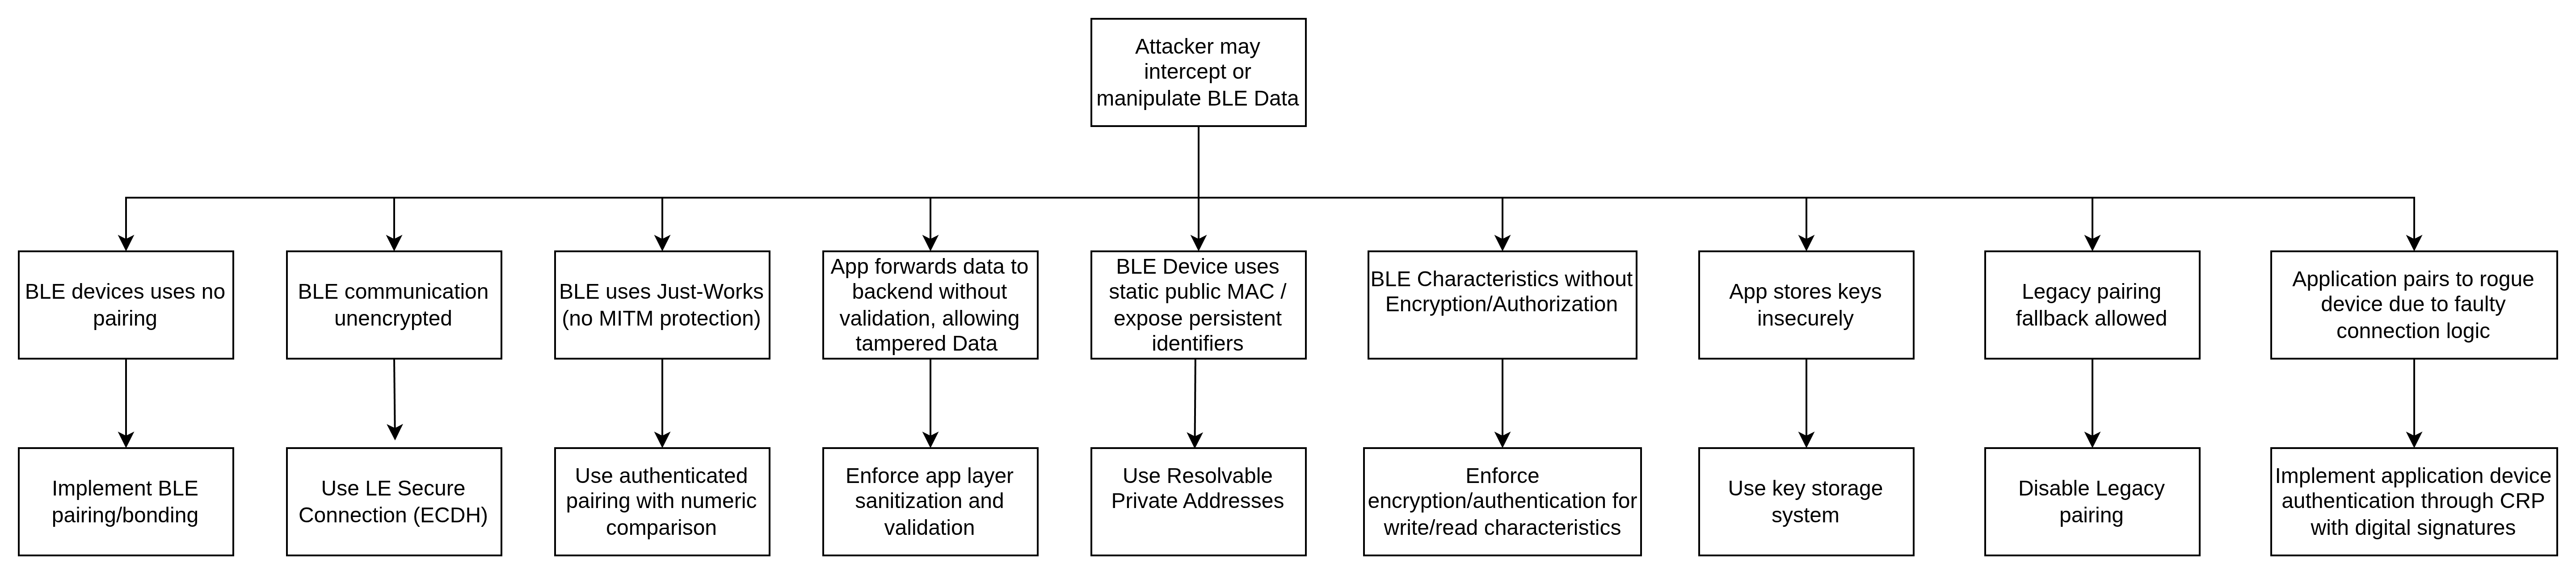 Attacker may
intercept or
manipulate BLE Data
BLE devices uses no
pairing
BLE communication
unencrypted
BLE uses Just-Works
(no MITM protection)
App forwards data to
backend without
validation, allowing
tampered Data
BLE Device uses
static public MAC /
expose persistent
identifiers
BLE Characteristics without
Encryption/Authorization
App stores keys
insecurely
Legacy pairing
fallback allowed
Application pairs to rogue
device due to faulty
connection logic
Implement BLE
pairing/bonding
Use LE Secure
Connection (ECDH)
Use authenticated
pairing with numeric
comparison
Enforce app layer
sanitization and
validation
Use Resolvable
Private Addresses
Enforce
encryption/authentication for
write/read characteristics
Use key storage
system
Disable Legacy
pairing
Implement application device
authentication through CRP
with digital signatures